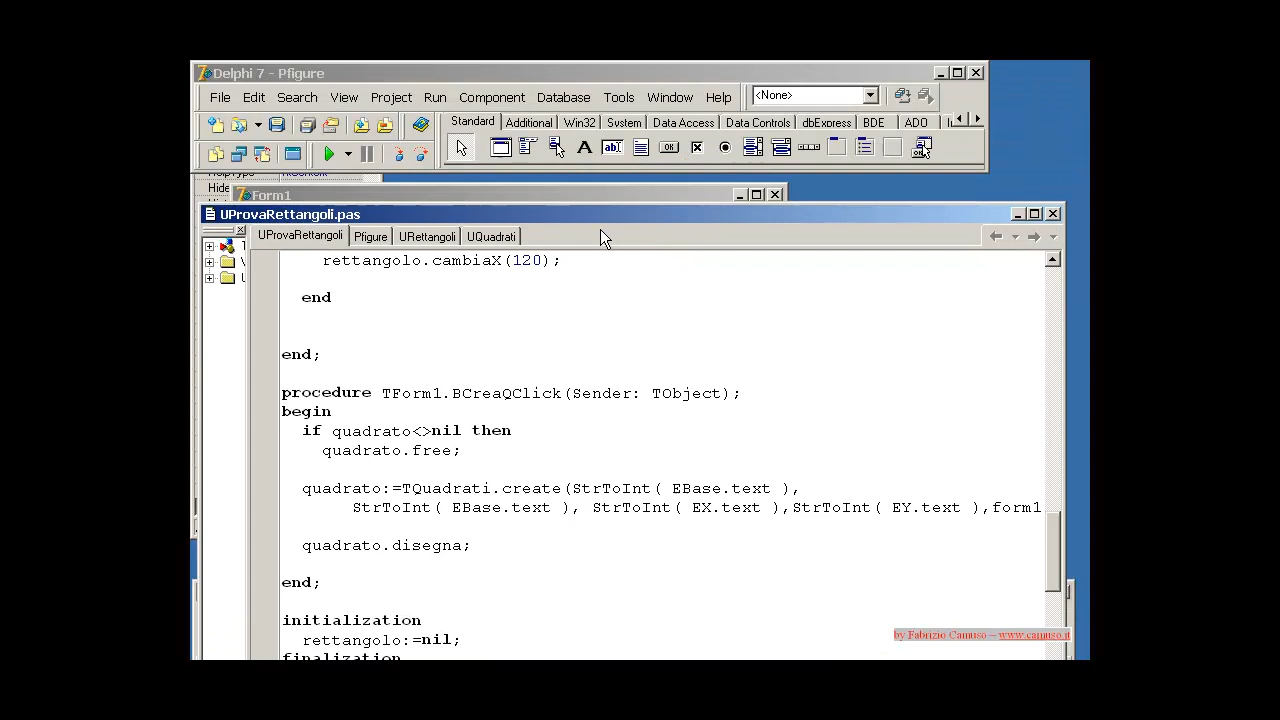 Delphi 7 - Pfigure
File Edit Search View Project Run Component Database Tools Window Help
<None>
Standard Additional Win32 System Data Access Data Controls dbExpress BDE ADO
Hide
Form1
UProvaRettangoli.pas
UProvaRettangoli Pfigure URettangoli UQuadrati
rettangolo.cambiaX(120);
end
end;
procedure TForm1.BCreaQClick(Sender: TObject);
begin
if quadrato<>nil then
quadrato.free;
quadrato:=TQuadrati.create(StrToInt( EBase.text ),
StrToInt( EBase.text ), StrToInt( EX.text ),StrToInt( EY.text ),form1
quadrato.disegna;
end;
initialization
rettangolo:=nil;
finalization
by Fabrizio Camuso – www.camuso.it